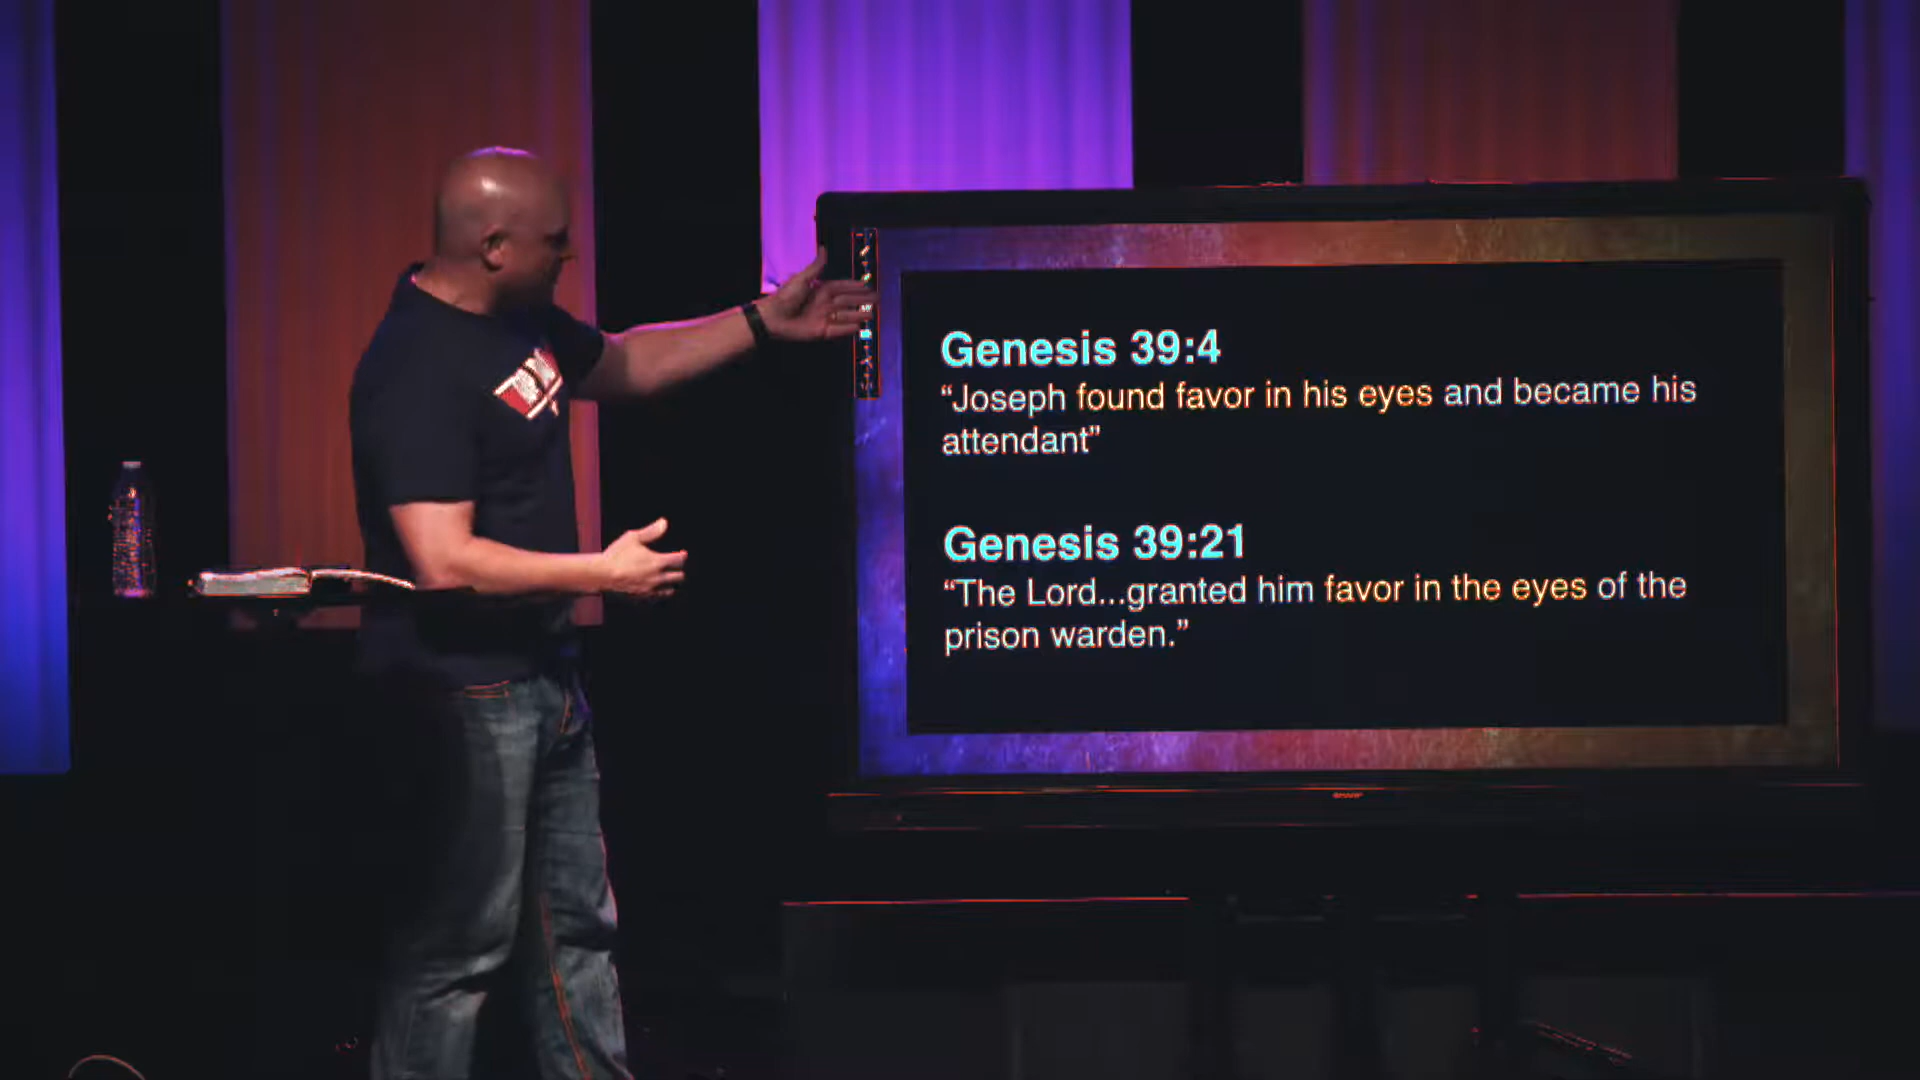 Genesis 39:4
“Joseph found favor in his eyes and became his
attendant”
Genesis 39:21
“The Lord...granted him favor in the eyes of the
prison warden.”
SHARP